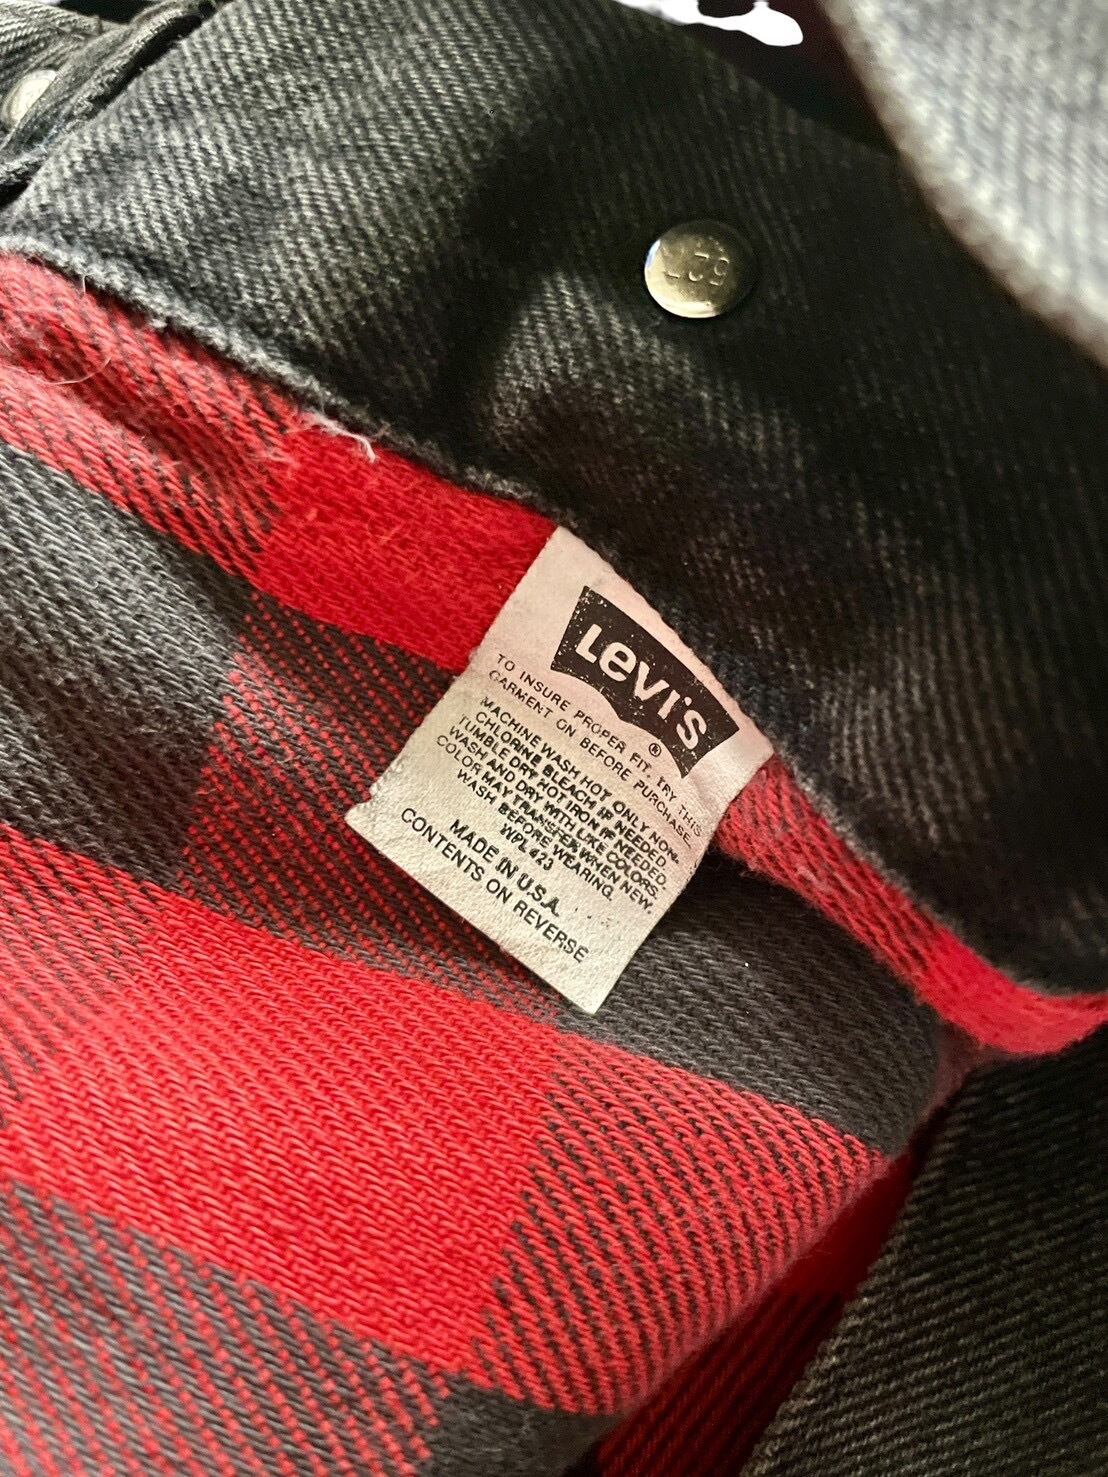 Levi's®
TO INSURE PROPER FIT, TRY THIS
GARMENT ON BEFORE PURCHASE.
MACHINE WASH HOT, ONLY NON-
CHLORINE BLEACH IF NEEDED.
TUMBLE DRY, HOT IRON IF NEEDED.
WASH AND DRY WITH LIKE COLORS.
COLOR MAY TRANSFER WHEN NEW.
WASH BEFORE WEARING.
WPL 423
MADE IN U.S.A.
CONTENTS ON REVERSE